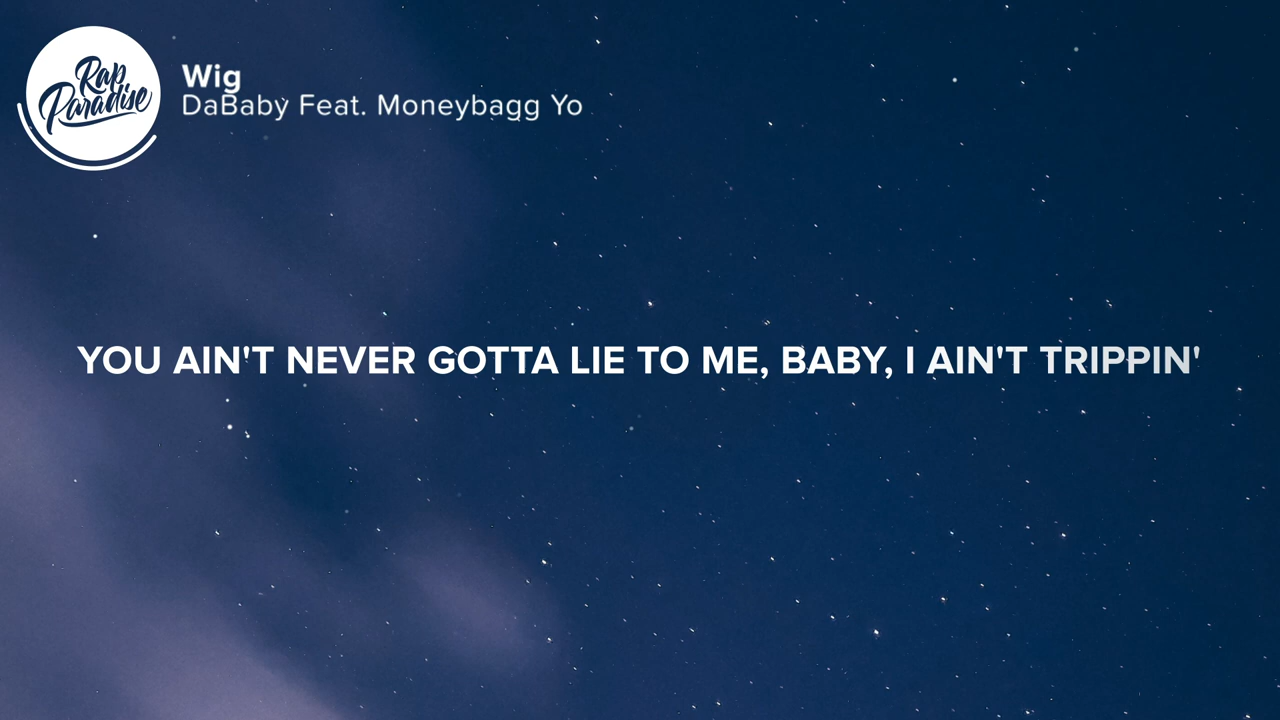 Rap
Paradise
Wig
DaBaby Feat. Moneybagg Yo
YOU AIN'T NEVER GOTTA LIE TO ME, BABY, I AIN'T TRIPPIN'